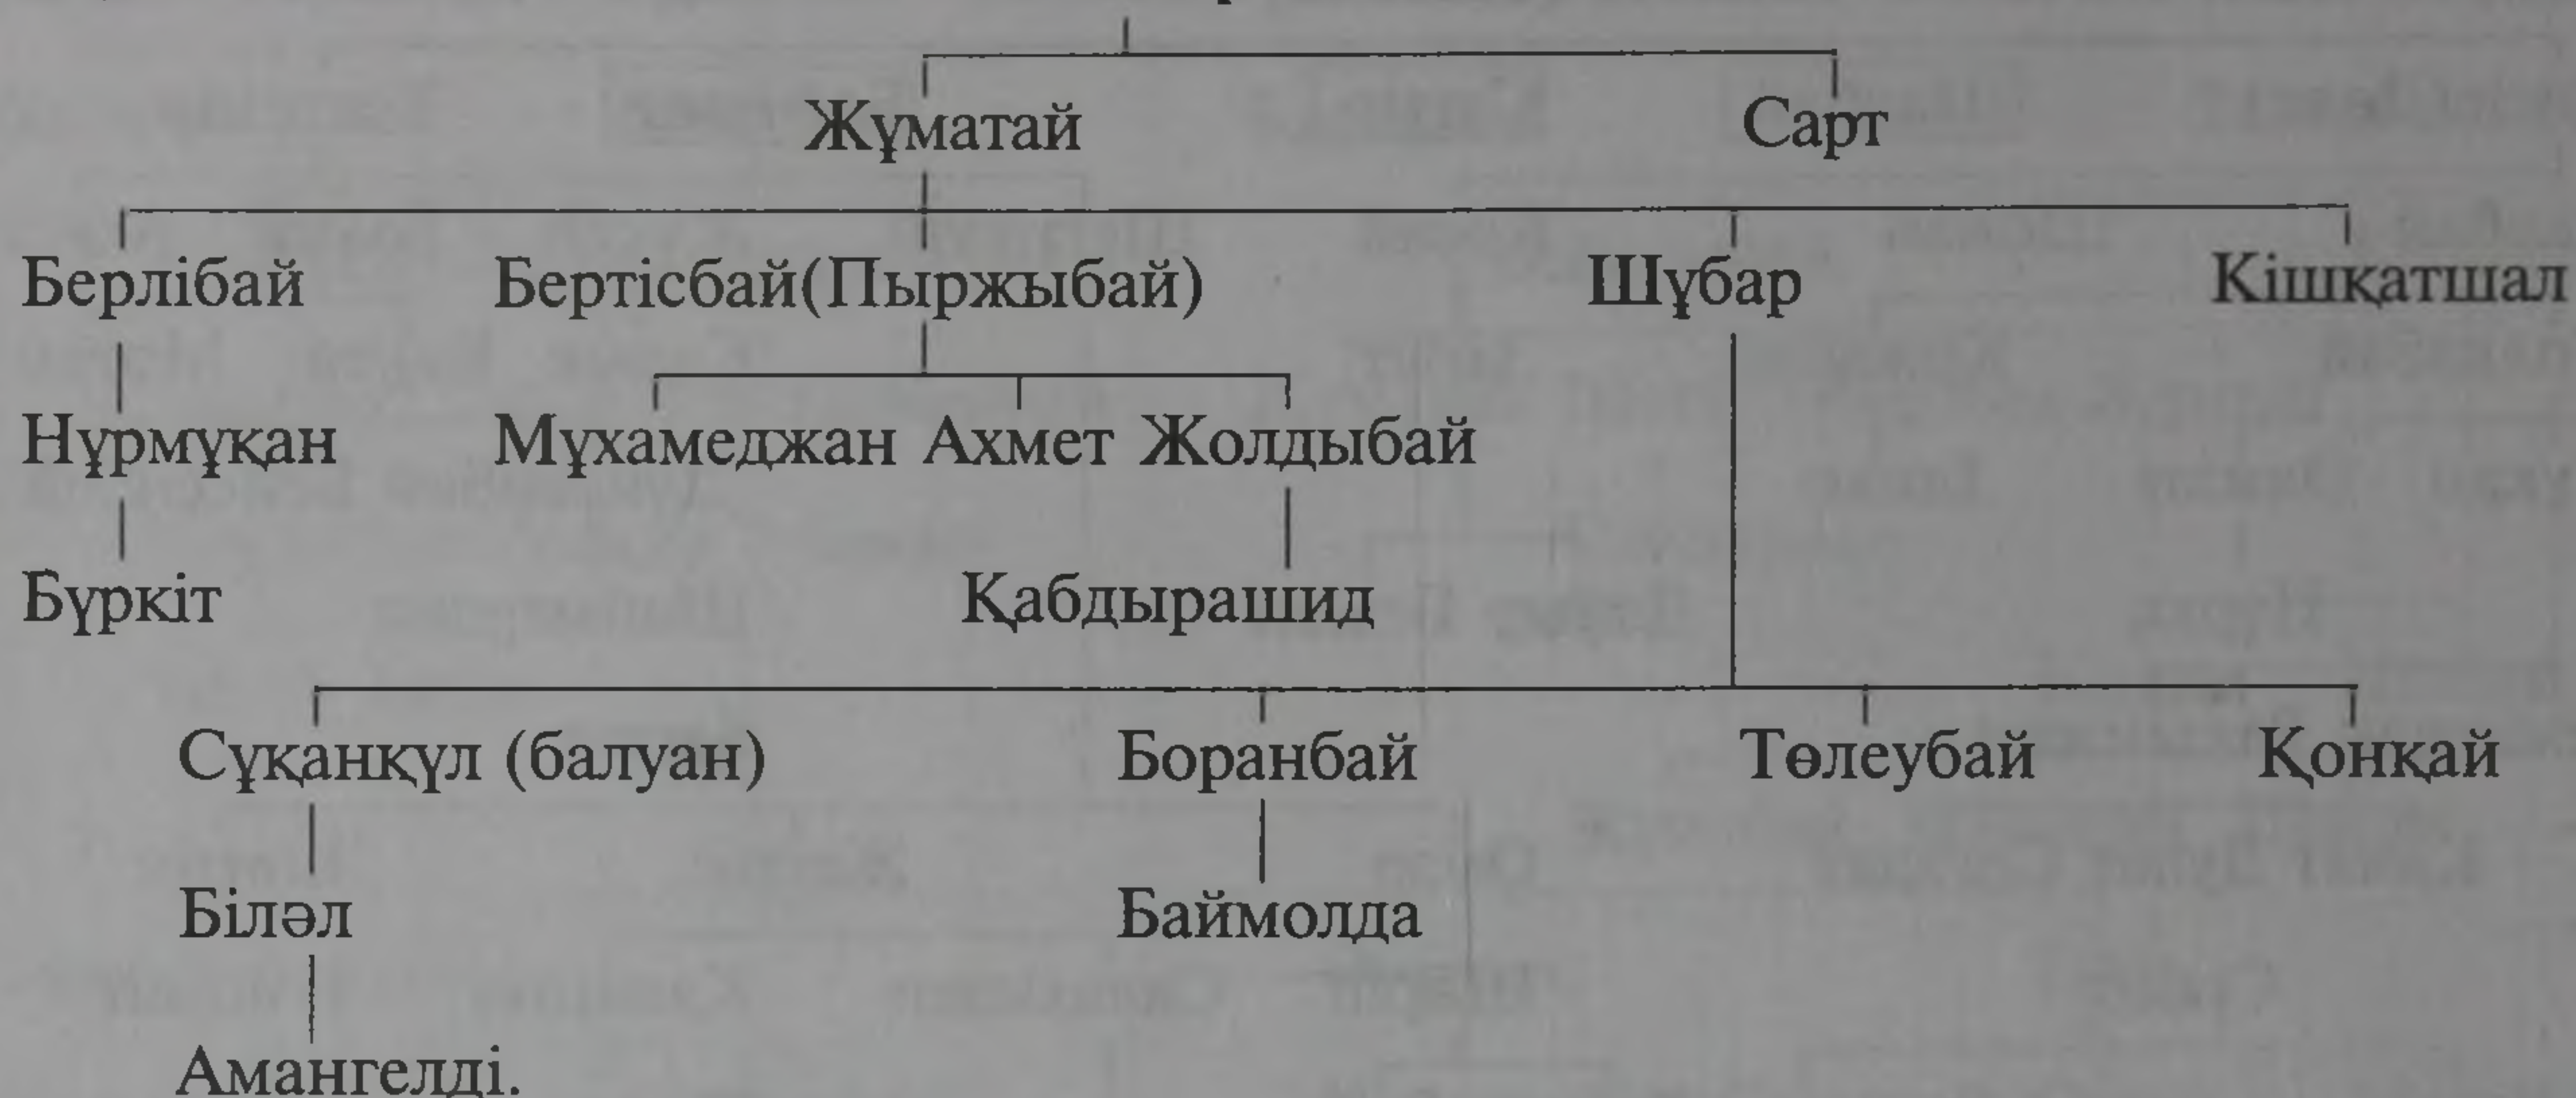 Жұматай Сарт
Берлібай Бертісбай(Пыржыбай) Шұбар Кішқатшал
Нұрмұқан Мұхамеджан Ахмет Жолдыбай
Бүркіт Қабдырашид
Сұқанқұл (балуан) Боранбай Төлеубай Қонқай
Біләл Баймолда
Амангелді.